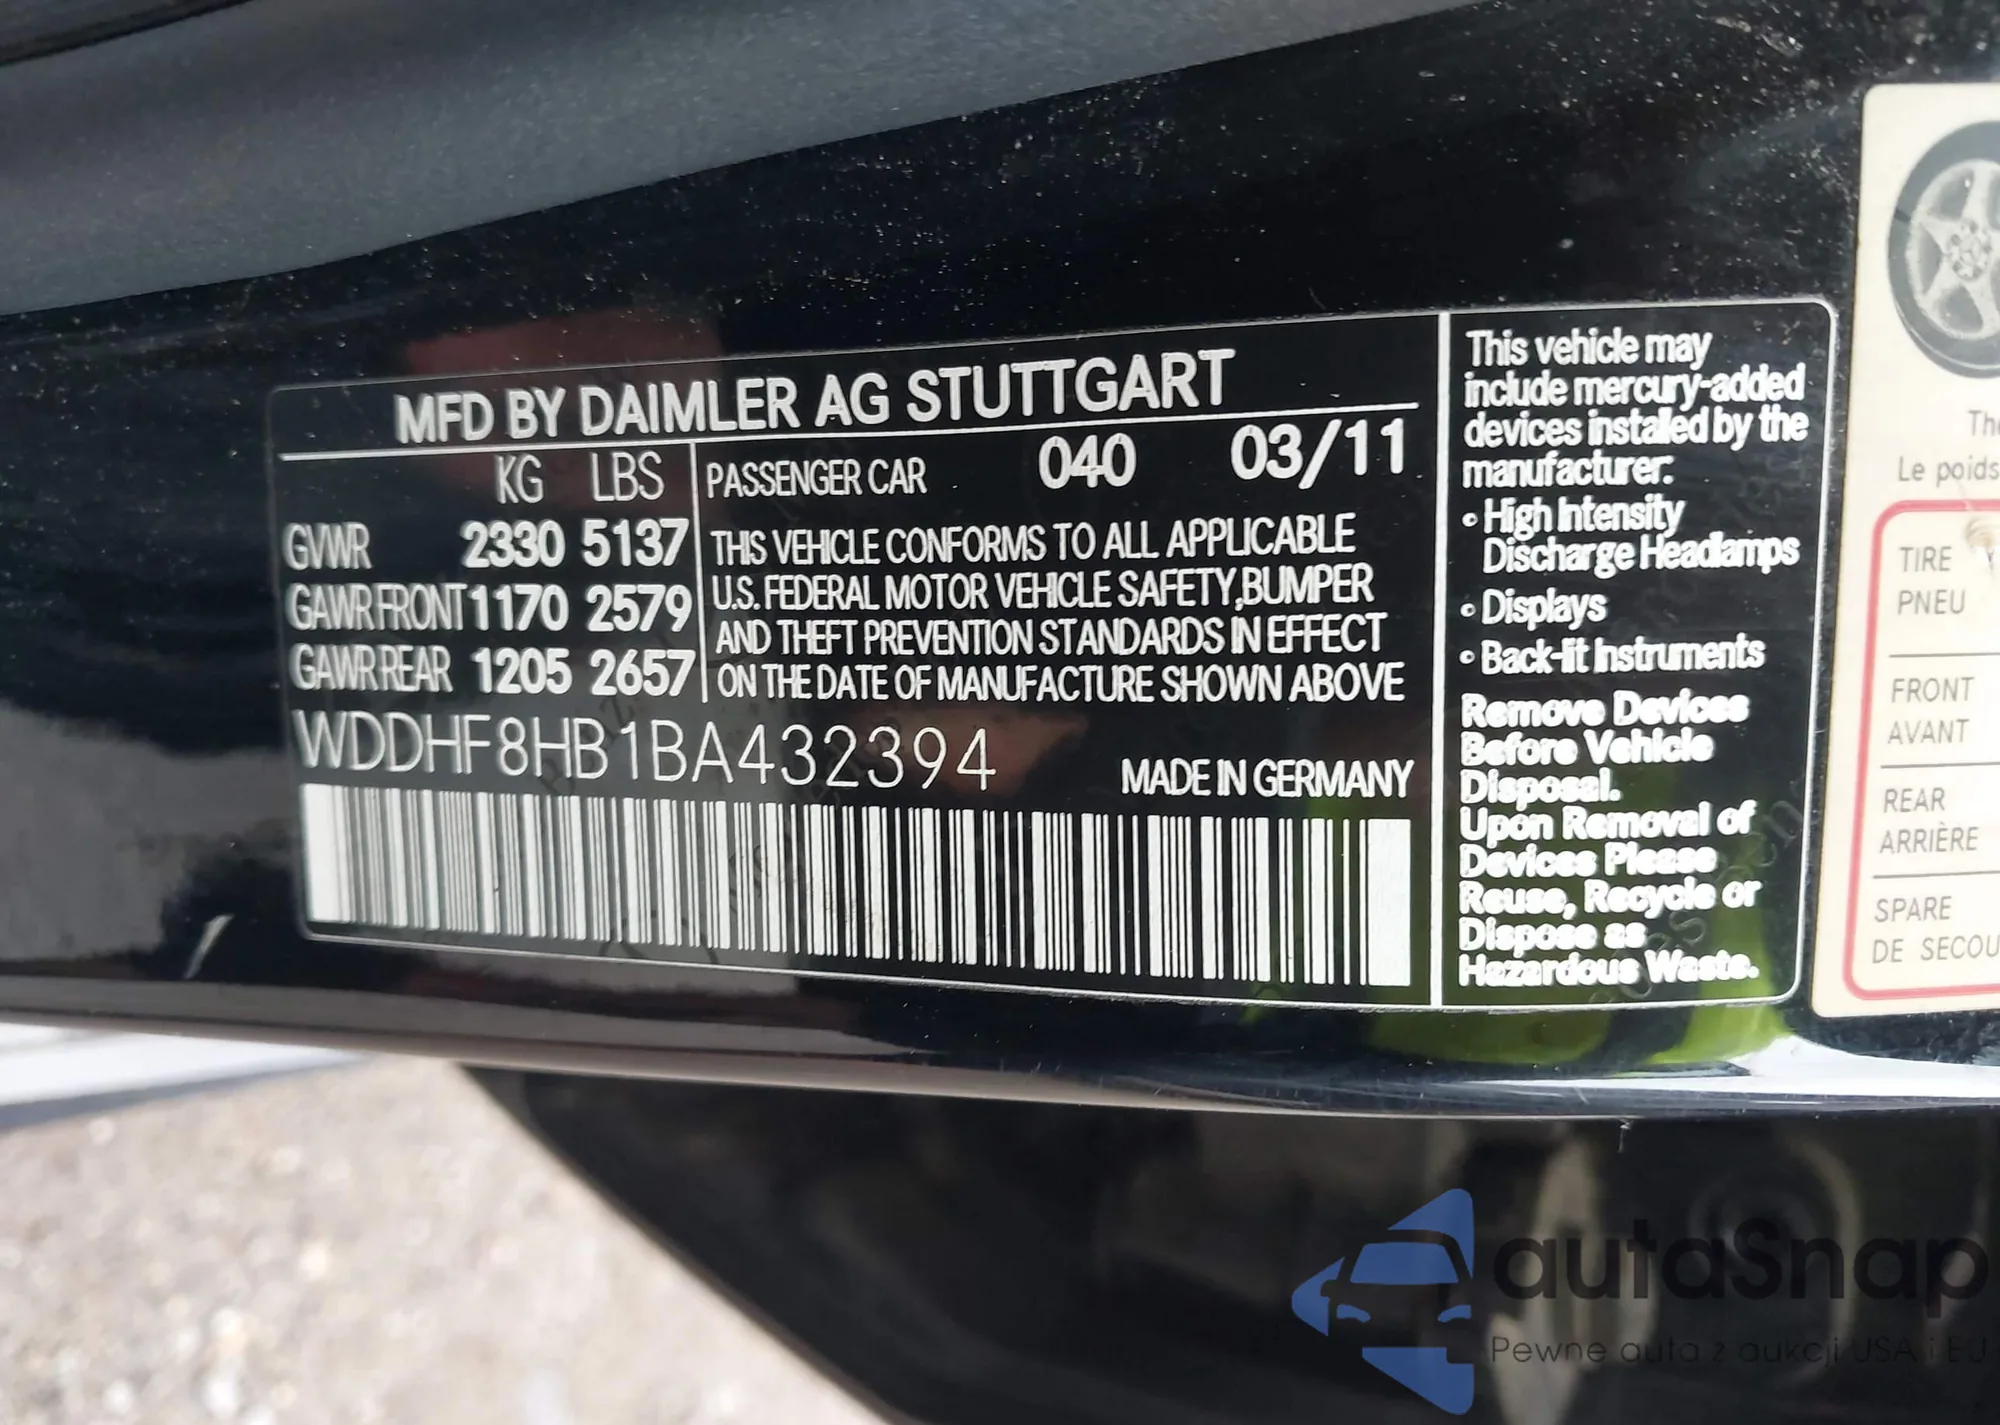 MFD BY DAIMLER AG STUTTGART
KG LBS
GVWR 2330 5137
GAWR FRONT 1170 2579
GAWR REAR 1205 2657
PASSENGER CAR 040 03/11
THIS VEHICLE CONFORMS TO ALL APPLICABLE
U.S. FEDERAL MOTOR VEHICLE SAFETY, BUMPER
AND THEFT PREVENTION STANDARDS IN EFFECT
ON THE DATE OF MANUFACTURE SHOWN ABOVE
WDDHF8HB1BA432394
MADE IN GERMANY
This vehicle may
include mercury-added
devices installed by the
manufacturer:
• High Intensity
Discharge Headlamps
• Displays
• Back-lit Instruments
Remove Devices
Before Vehicle
Disposal.
Upon Removal of
Devices Please
Reuse, Recycle or
Dispose as
Hazardous Waste.
Le poids
TIRE
PNEU
FRONT
AVANT
REAR
ARRIÈRE
SPARE
DE SECOU
autoSnap
Pewne auta z aukcji USA i EU